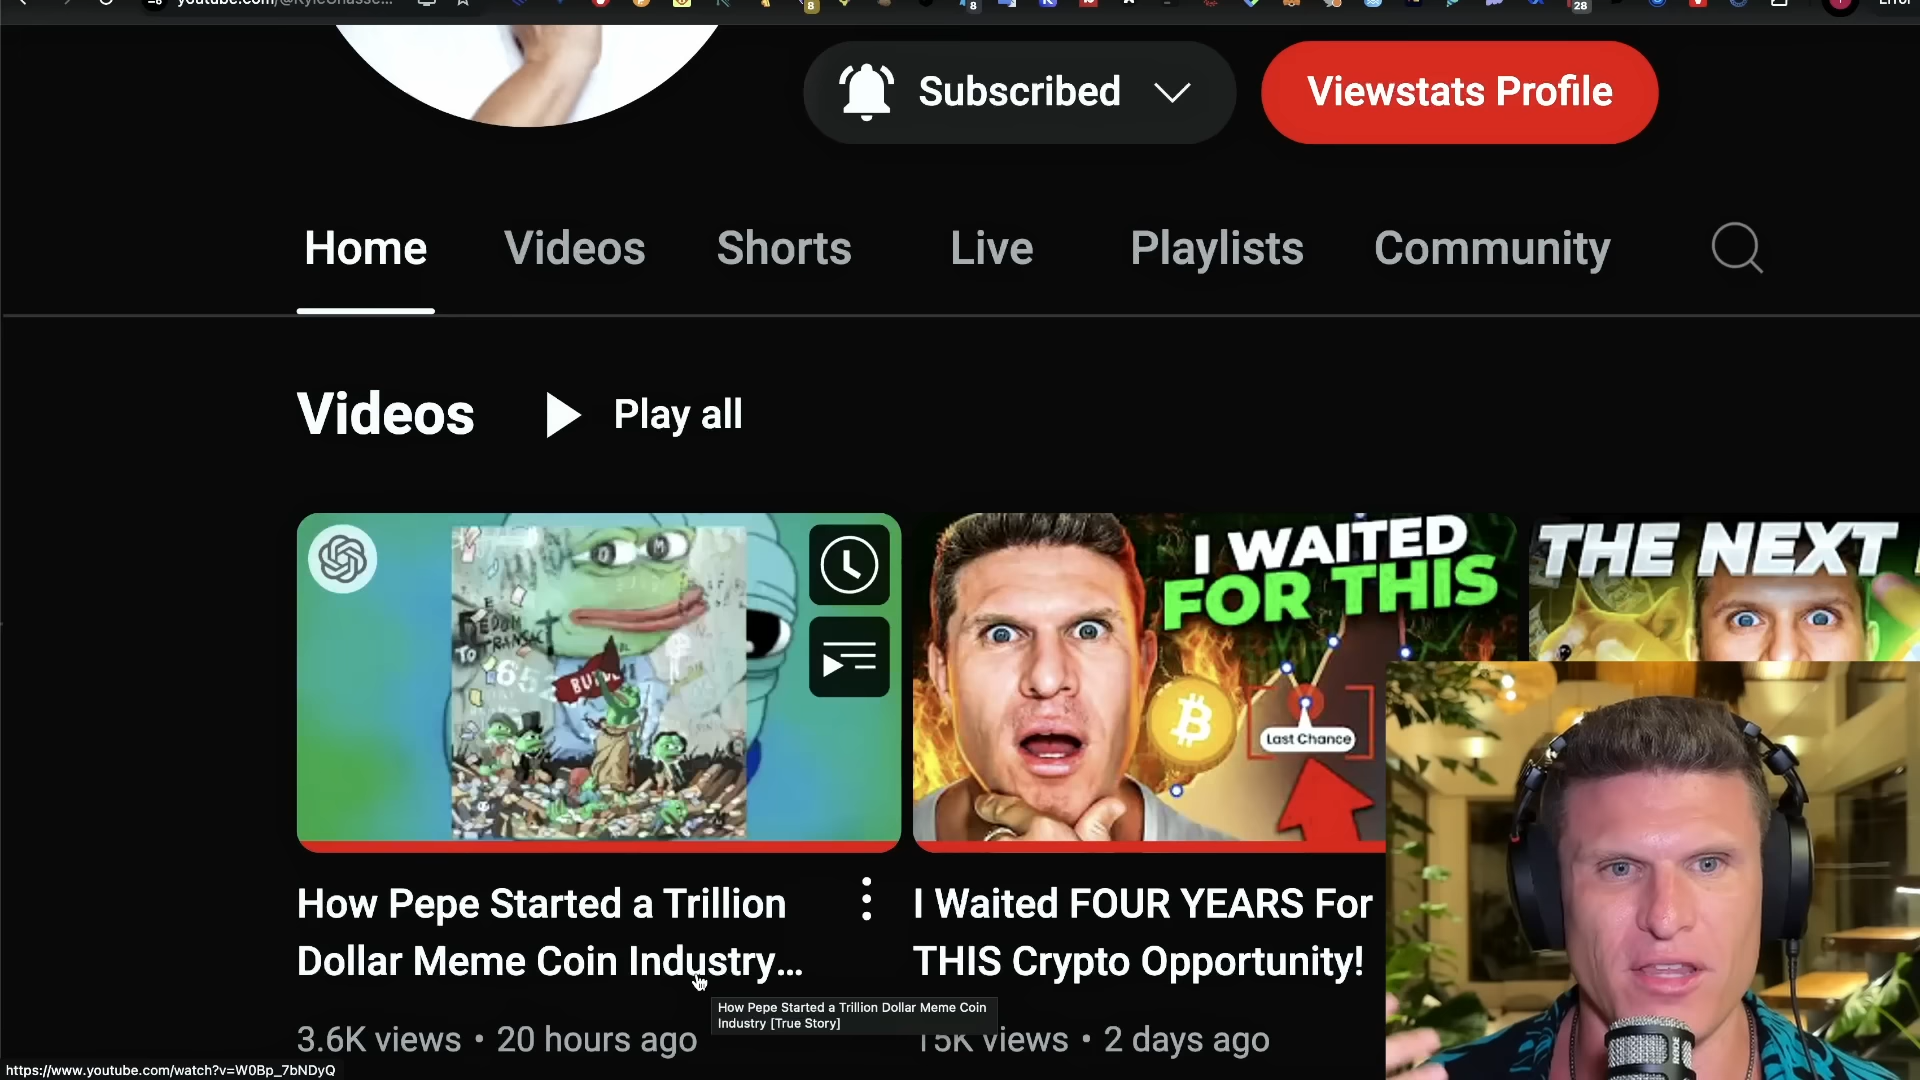 Subscribed
Viewstats Profile
Home Videos Shorts Live Playlists Community
Videos Play all
I WAITED
FOR THIS
Last Chance
THE NEXT
How Pepe Started a Trillion
Dollar Meme Coin Industry...
3.6K views • 20 hours ago
I Waited FOUR YEARS For
THIS Crypto Opportunity!
15K views • 2 days ago
How Pepe Started a Trillion Dollar Meme Coin
Industry [True Story]
https://www.youtube.com/watch?v=W0Bp_7bNDyQ